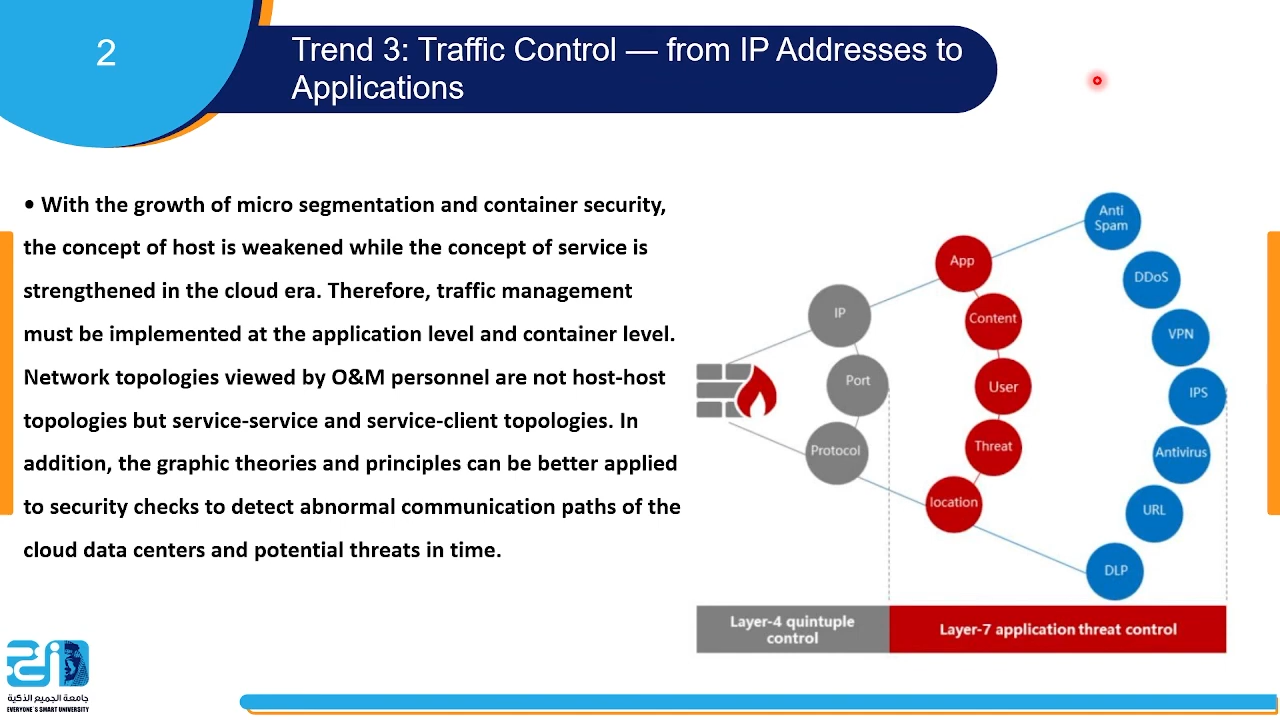 2
Trend 3: Traffic Control — from IP Addresses to
Applications
• With the growth of micro segmentation and container security,
the concept of host is weakened while the concept of service is
strengthened in the cloud era. Therefore, traffic management
must be implemented at the application level and container level.
Network topologies viewed by O&M personnel are not host-host
topologies but service-service and service-client topologies. In
addition, the graphic theories and principles can be better applied
to security checks to detect abnormal communication paths of the
cloud data centers and potential threats in time.
IP
Port
Protocol
App
Content
User
Threat
location
Anti
Spam
DDoS
VPN
IPS
Antivirus
URL
DLP
Layer-4 quintuple
control
Layer-7 application threat control
جامعة الجميع الذكية
EVERYONE'S SMART UNIVERSITY